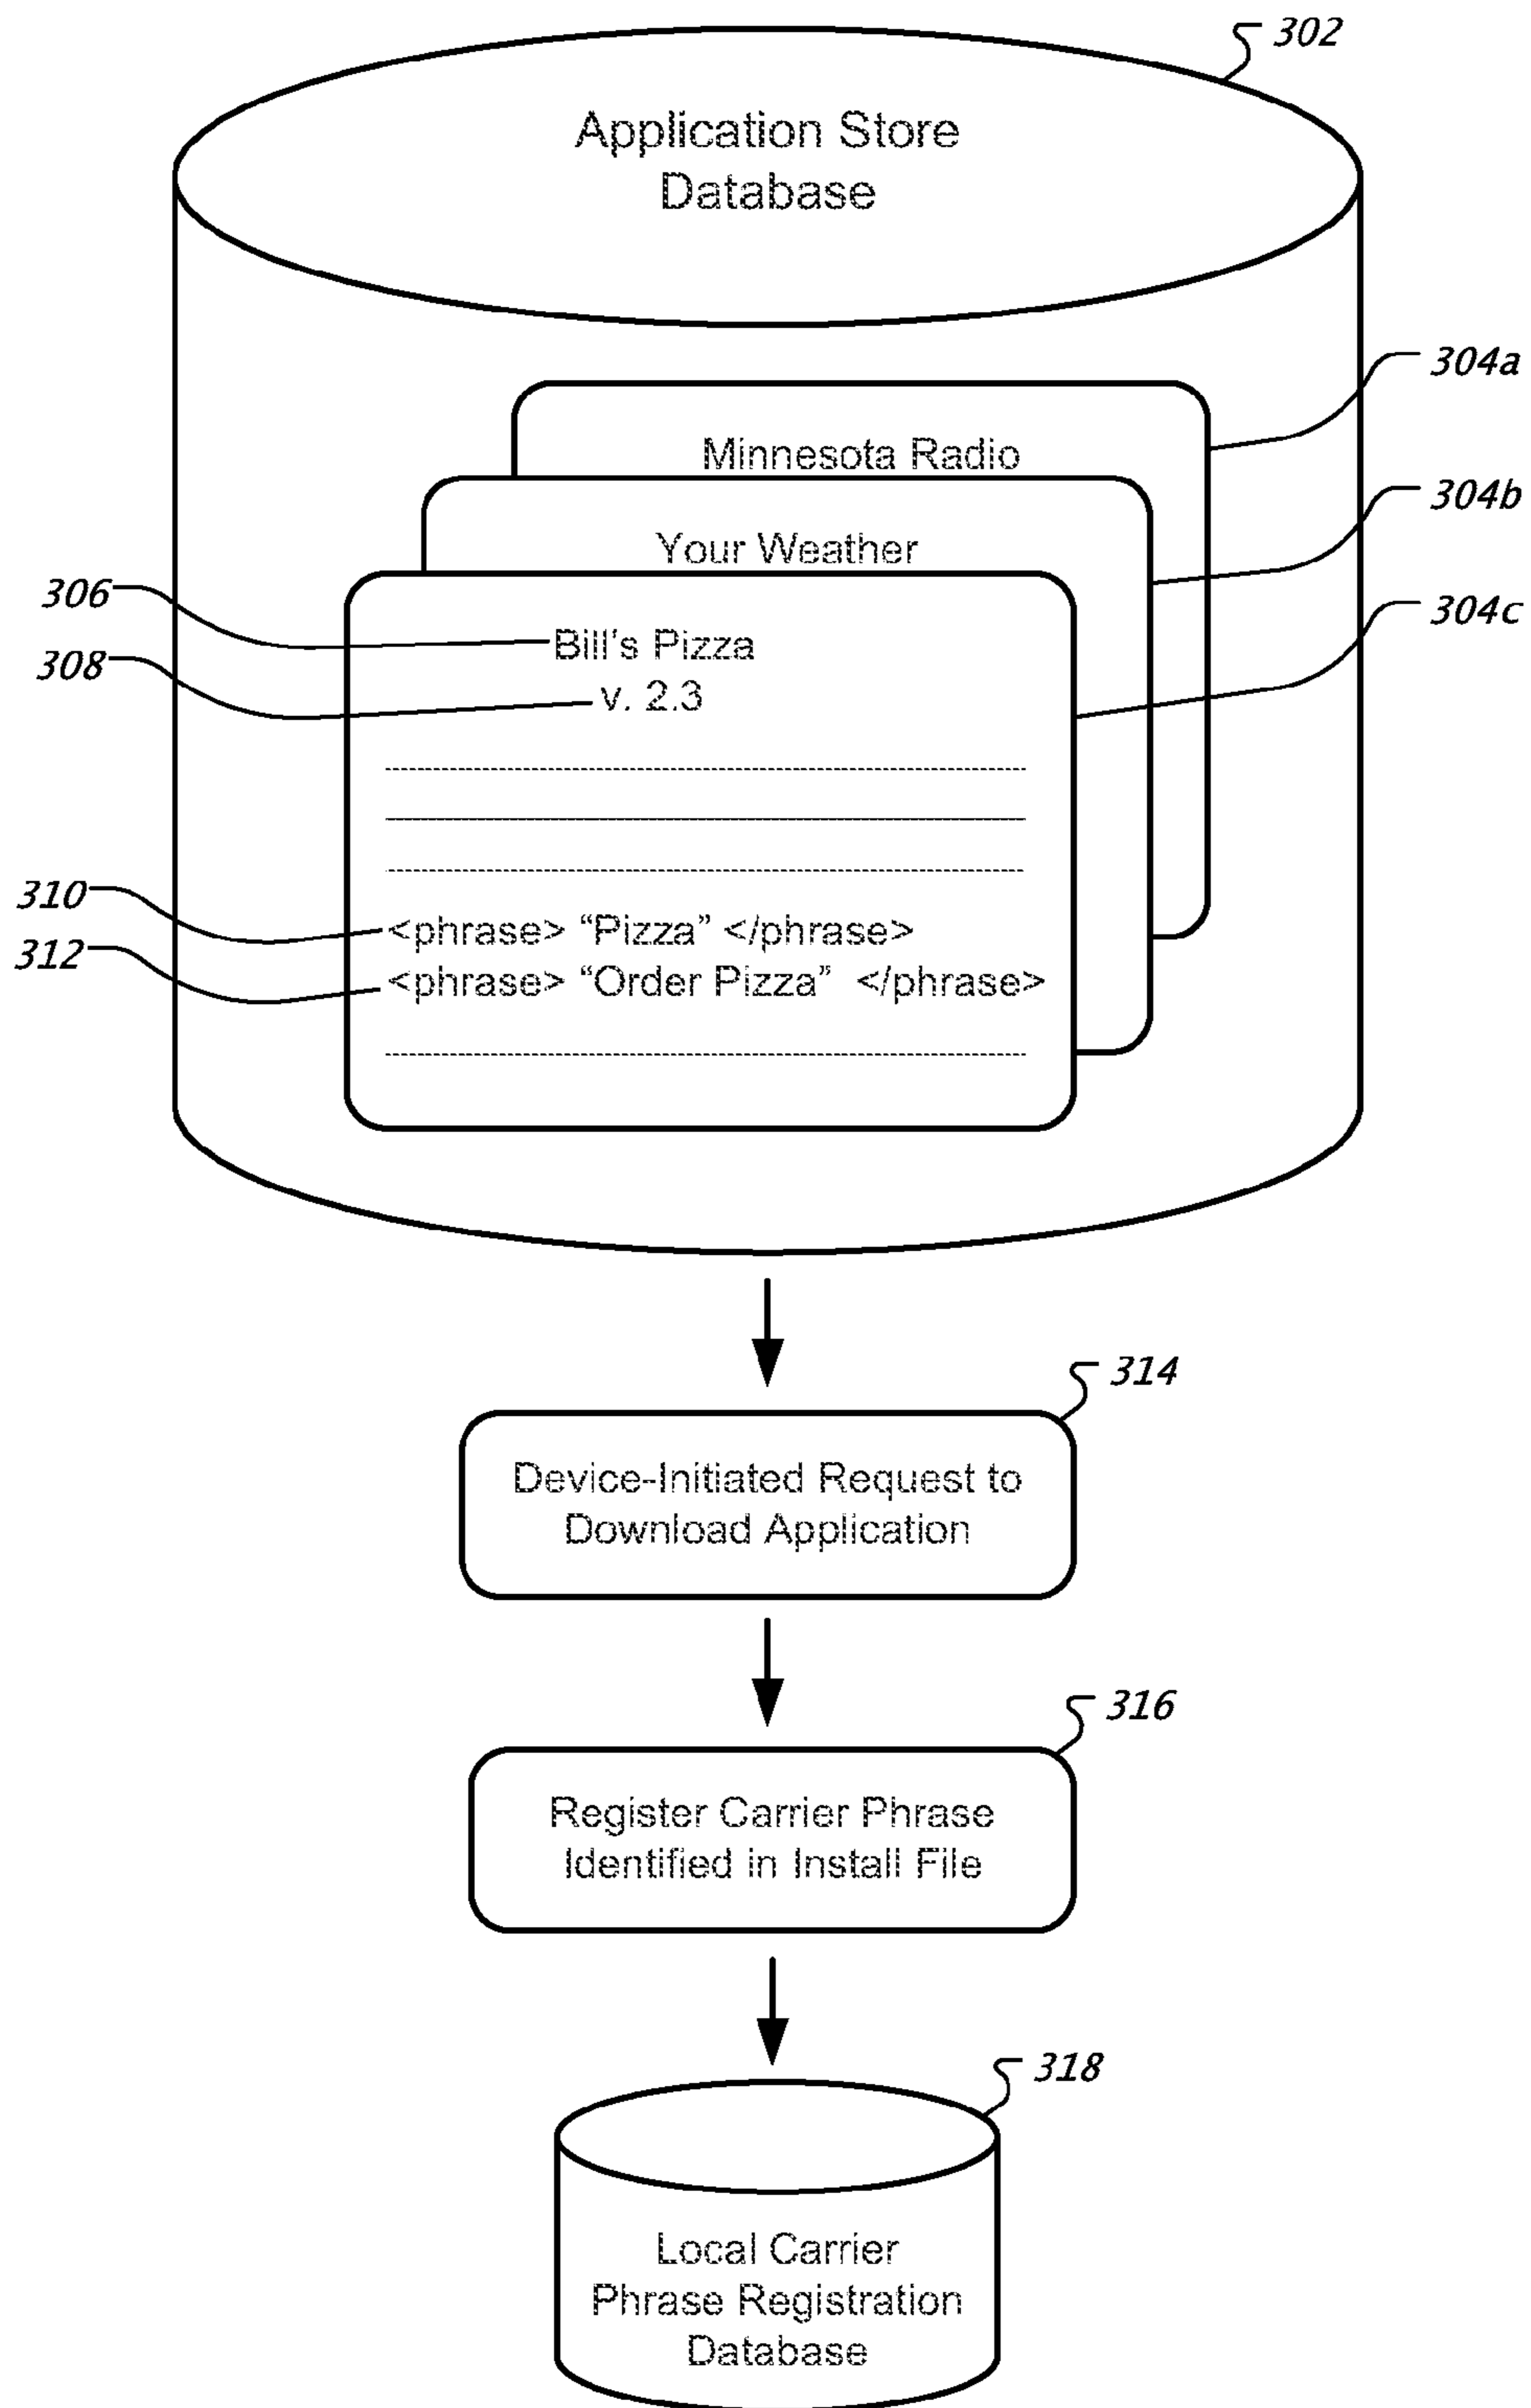 302
Application Store
Database
304a
Minnesota Radio
304b
Your Weather
304c
306
Bill's Pizza
308
v. 2.3
310
<phrase> “Pizza” </phrase>
312
<phrase> “Order Pizza” </phrase>
314
Device-Initiated Request to
Download Application
316
Register Carrier Phrase
Identified in Install File
318
Local Carrier
Phrase Registration
Database